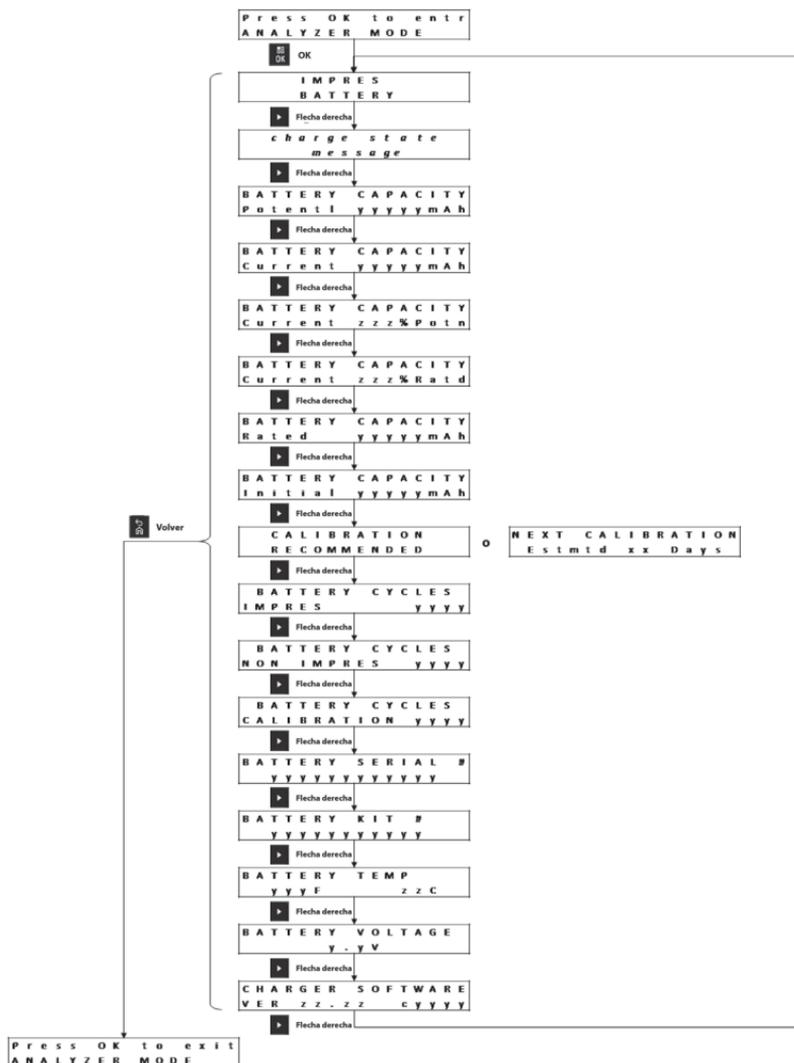 Press OK to entr
ANALYZER MODE
OK
OK
IMPRES
BATTERY
Flecha derecha
charge state
message
Flecha derecha
BATTERY CAPACITY
Potentl yyyyymAh
Flecha derecha
BATTERY CAPACITY
Current yyyyymAh
Flecha derecha
BATTERY CAPACITY
Current zzz%Potn
Flecha derecha
BATTERY CAPACITY
Current zzz%Ratd
Flecha derecha
BATTERY CAPACITY
Rated yyyyymAh
Flecha derecha
BATTERY CAPACITY
Initial yyyyymAh
Flecha derecha
Volver
CALIBRATION
RECOMMENDED
o
NEXT CALIBRATION
Estmtd xx Days
Flecha derecha
BATTERY CYCLES
IMPRES yyyy
Flecha derecha
BATTERY CYCLES
NON IMPRES yyyy
Flecha derecha
BATTERY CYCLES
CALIBRATION yyyy
Flecha derecha
BATTERY SERIAL #
yyyyyyyyyyyy
Flecha derecha
BATTERY KIT #
yyyyyyyyyyy
Flecha derecha
BATTERY TEMP
yyyF zzC
Flecha derecha
BATTERY VOLTAGE
y.yV
Flecha derecha
CHARGER SOFTWARE
VER zz.zz cyyyy
Flecha derecha
Press OK to exit
ANALYZER MODE